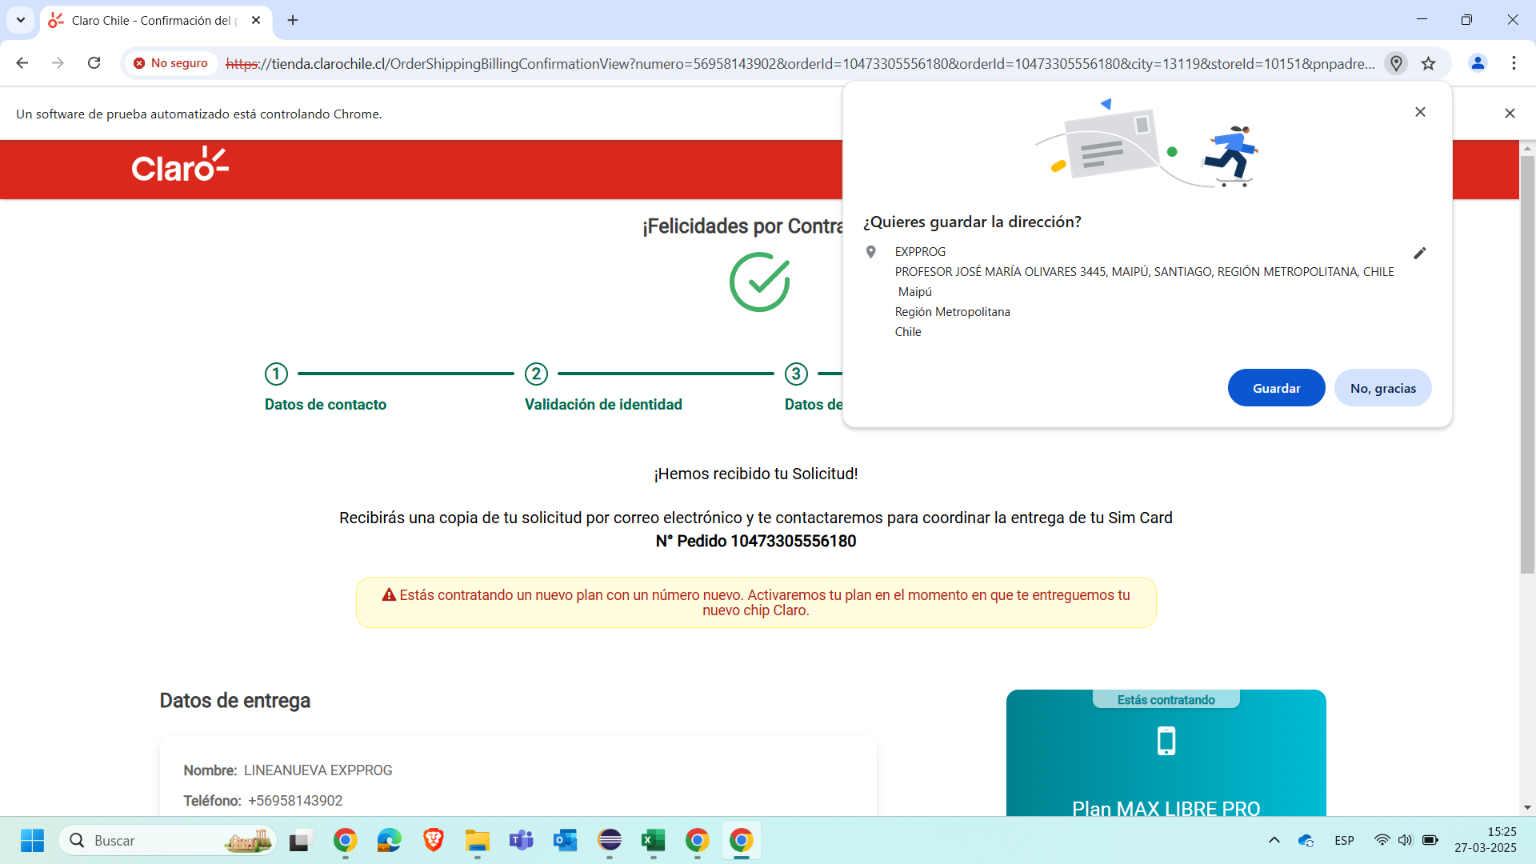 Claro Chile - Confirmación del p
No seguro
https://tienda.clarochile.cl/OrderShippingBillingConfirmationView?numero=56958143902&orderId=10473305556180&orderId=10473305556180&city=13119&storeId=10151&pnpadre...
Un software de prueba automatizado está controlando Chrome.
Claro
¡Felicidades por Contra
¿Quieres guardar la dirección?
EXPPROG
PROFESOR JOSÉ MARÍA OLIVARES 3445, MAIPÚ, SANTIAGO, REGIÓN METROPOLITANA, CHILE
Maipú
Región Metropolitana
Chile
Guardar
No, gracias
1
2
3
Datos de contacto
Validación de identidad
Datos de
¡Hemos recibido tu Solicitud!
Recibirás una copia de tu solicitud por correo electrónico y te contactaremos para coordinar la entrega de tu Sim Card
N° Pedido 10473305556180
Estás contratando un nuevo plan con un número nuevo. Activaremos tu plan en el momento en que te entreguemos tu
nuevo chip Claro.
Datos de entrega
Nombre: LINEANUEVA EXPPROG
Teléfono: +56958143902
Estás contratando
Plan MAX LIBRE PRO
Buscar
ESP
15:25
27-03-2025